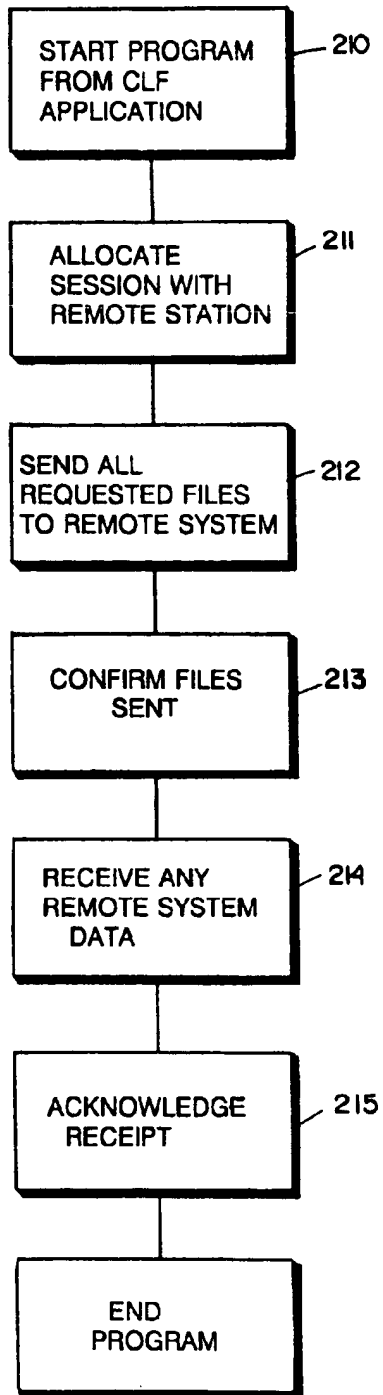 START PROGRAM
FROM CLF
APPLICATION
210
ALLOCATE
SESSION WITH
REMOTE STATION
211
SEND ALL
REQUESTED FILES
TO REMOTE SYSTEM
212
CONFIRM FILES
SENT
213
RECEIVE ANY
REMOTE SYSTEM
DATA
214
ACKNOWLEDGE
RECEIPT
215
END
PROGRAM